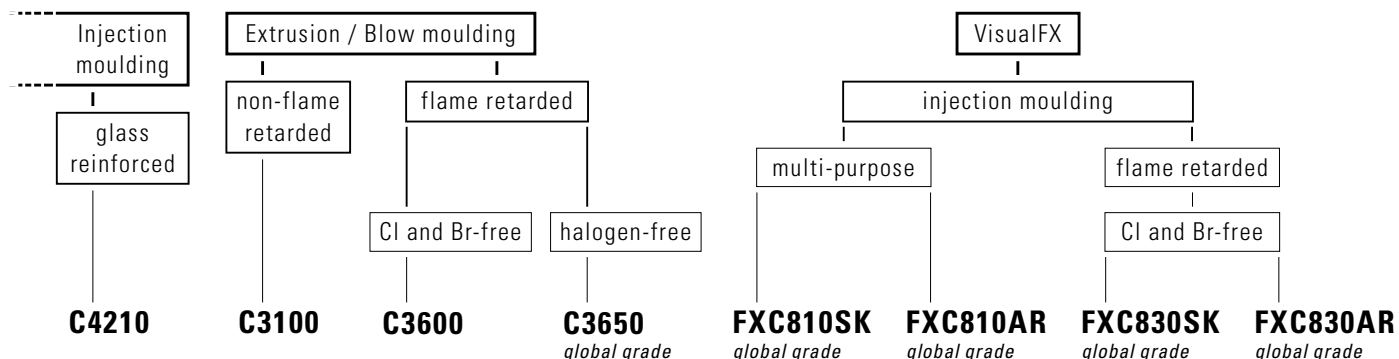 Injection
moulding
Extrusion / Blow moulding
VisualFX
non-flame
retarded
flame retarded
injection moulding
glass
reinforced
multi-purpose
flame retarded
Cl and Br-free
halogen-free
Cl and Br-free
C4210
C3100
C3600
C3650
FXC810SK
FXC810AR
FXC830SK
FXC830AR
global grade
global grade
global grade
global grade
global grade